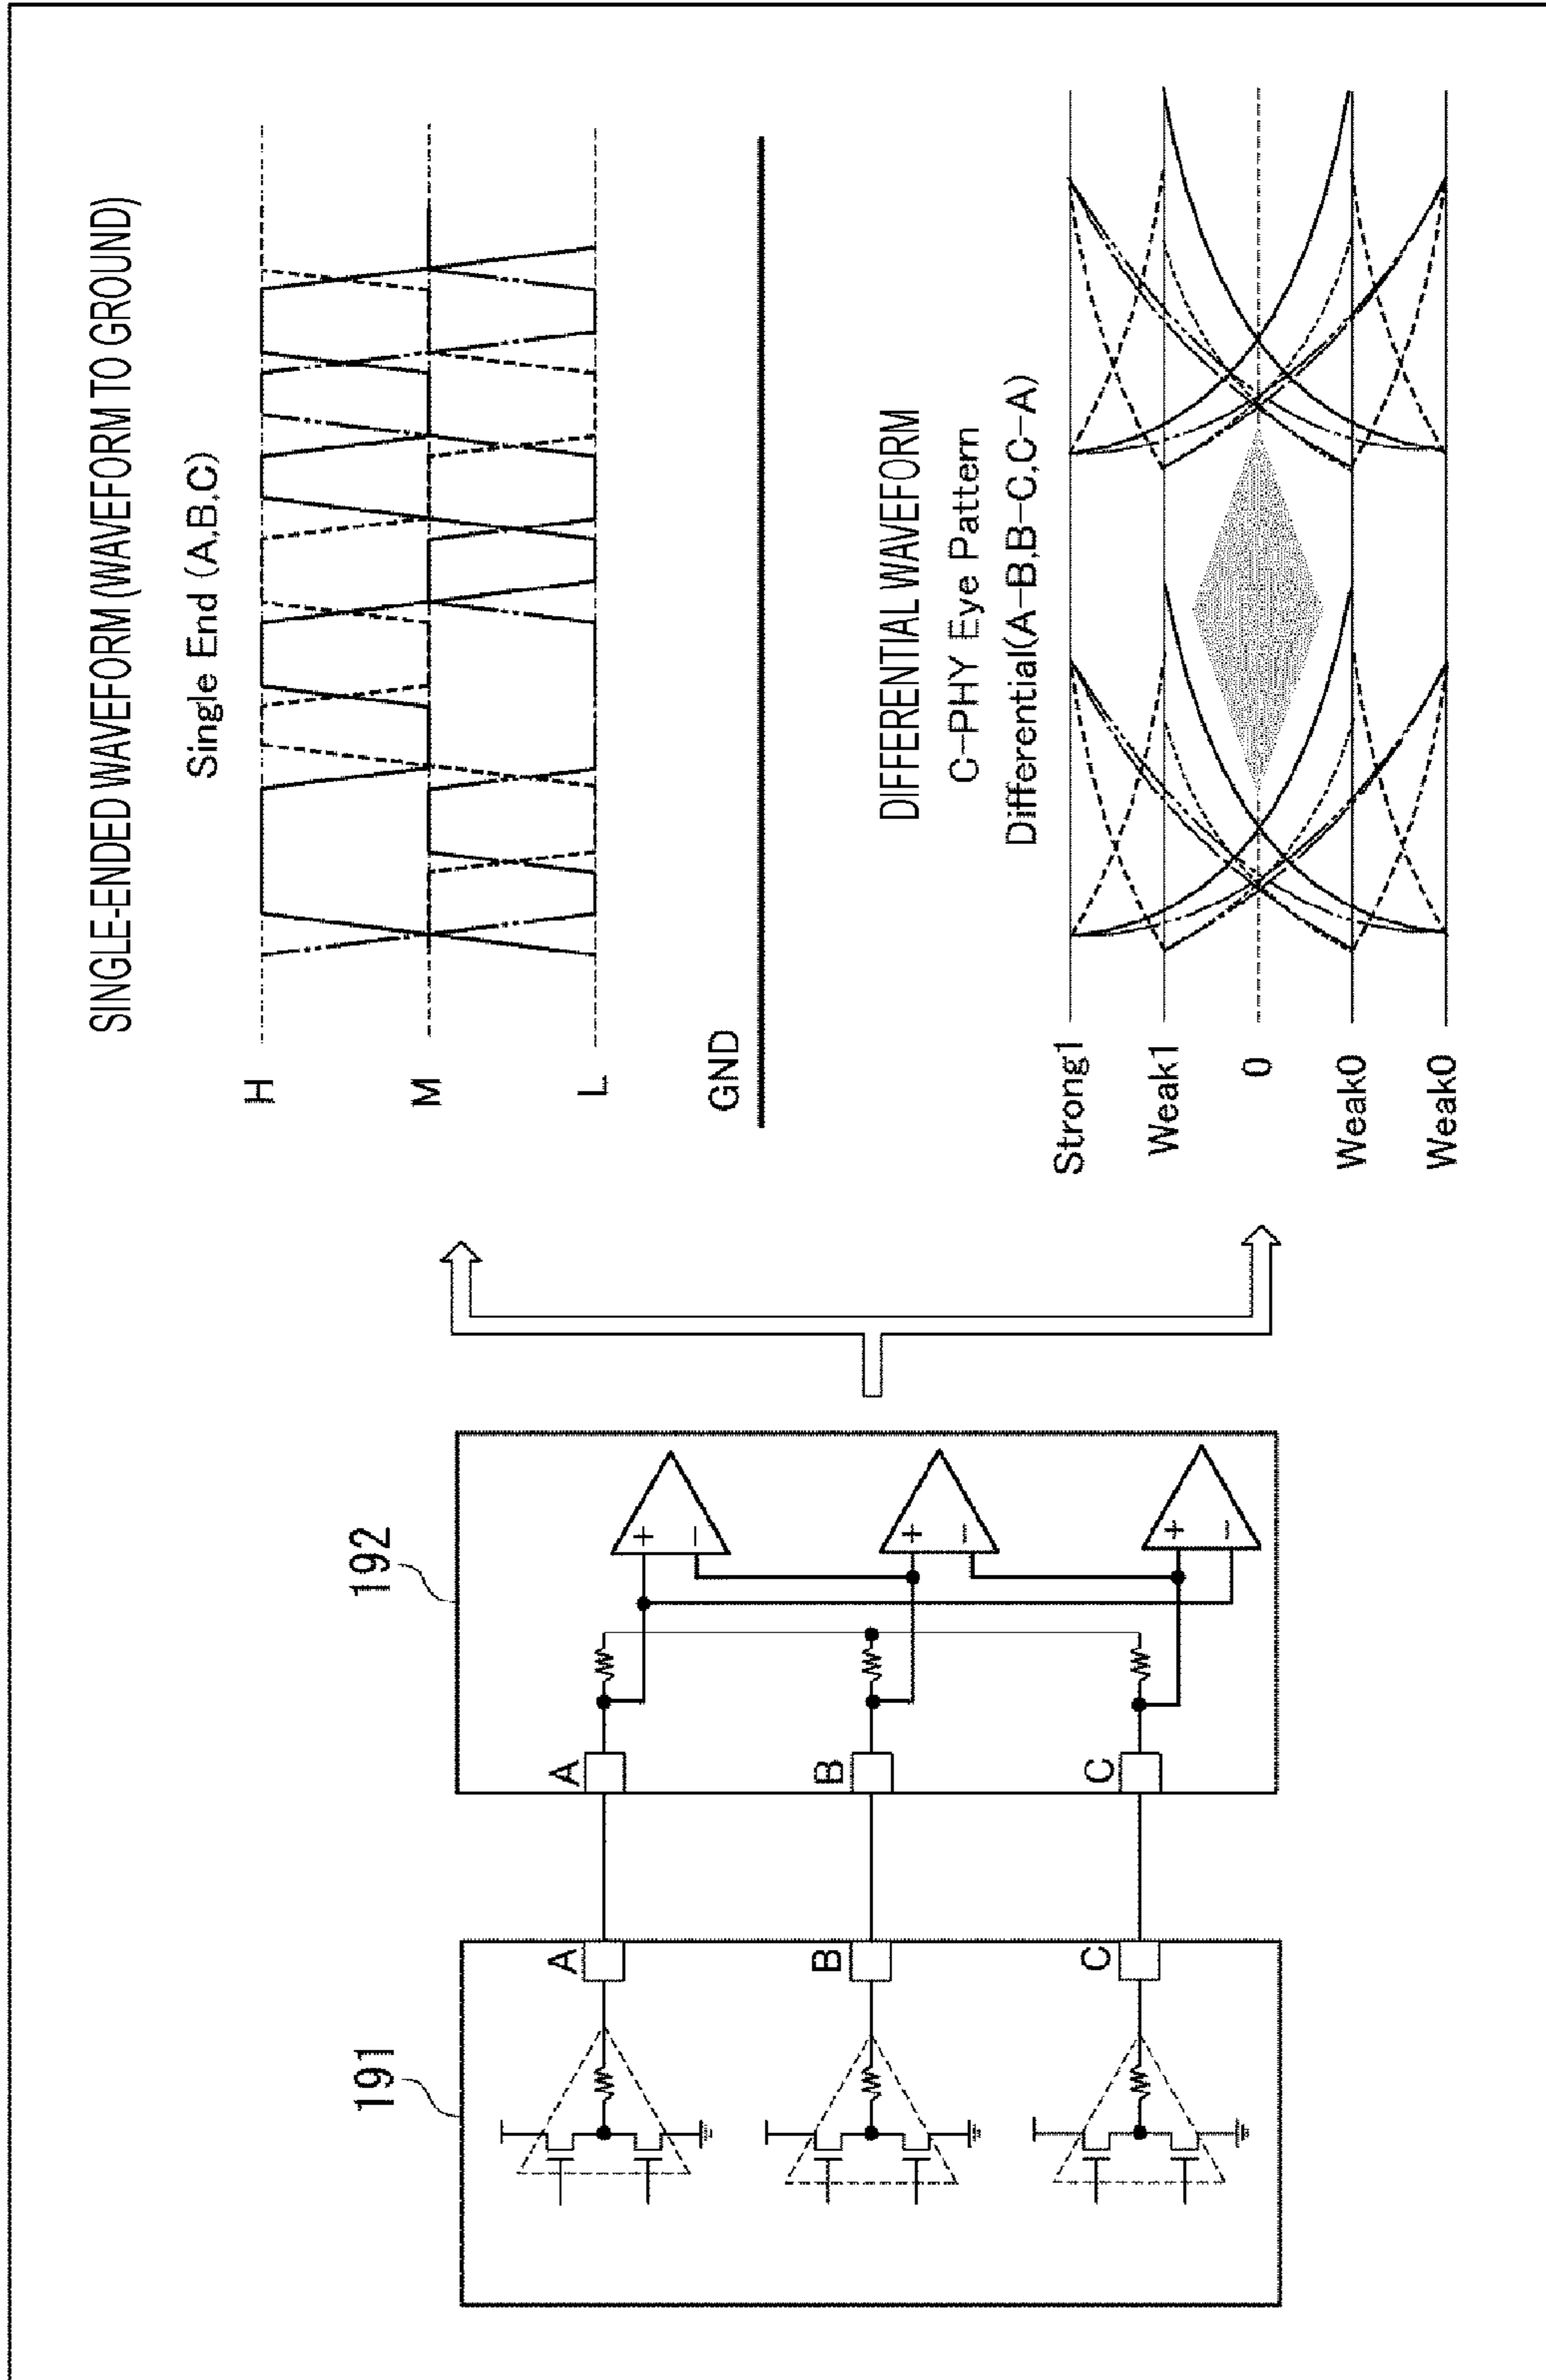 SINGLE-ENDED WAVEFORM (WAVEFORM TO GROUND)
Single End (A,B,C)
H
M
L
GND
DIFFERENTIAL WAVEFORM
C-PHY Eye Pattern
Differential(A-B,B-C,C-A)
Strong1
Weak1
0
Weak0
Weak0
191
A
B
C
192
A
B
C
+
−
+
−
+
−